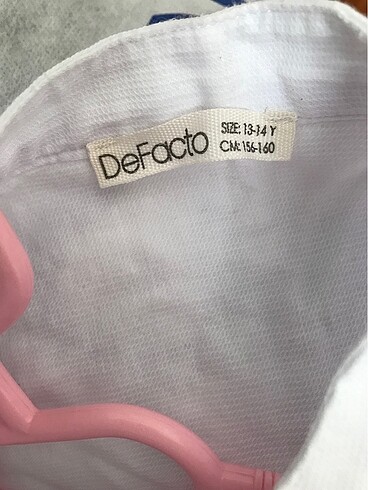 DeFacto
SIZE: 13-14 Y
CM: 156-160